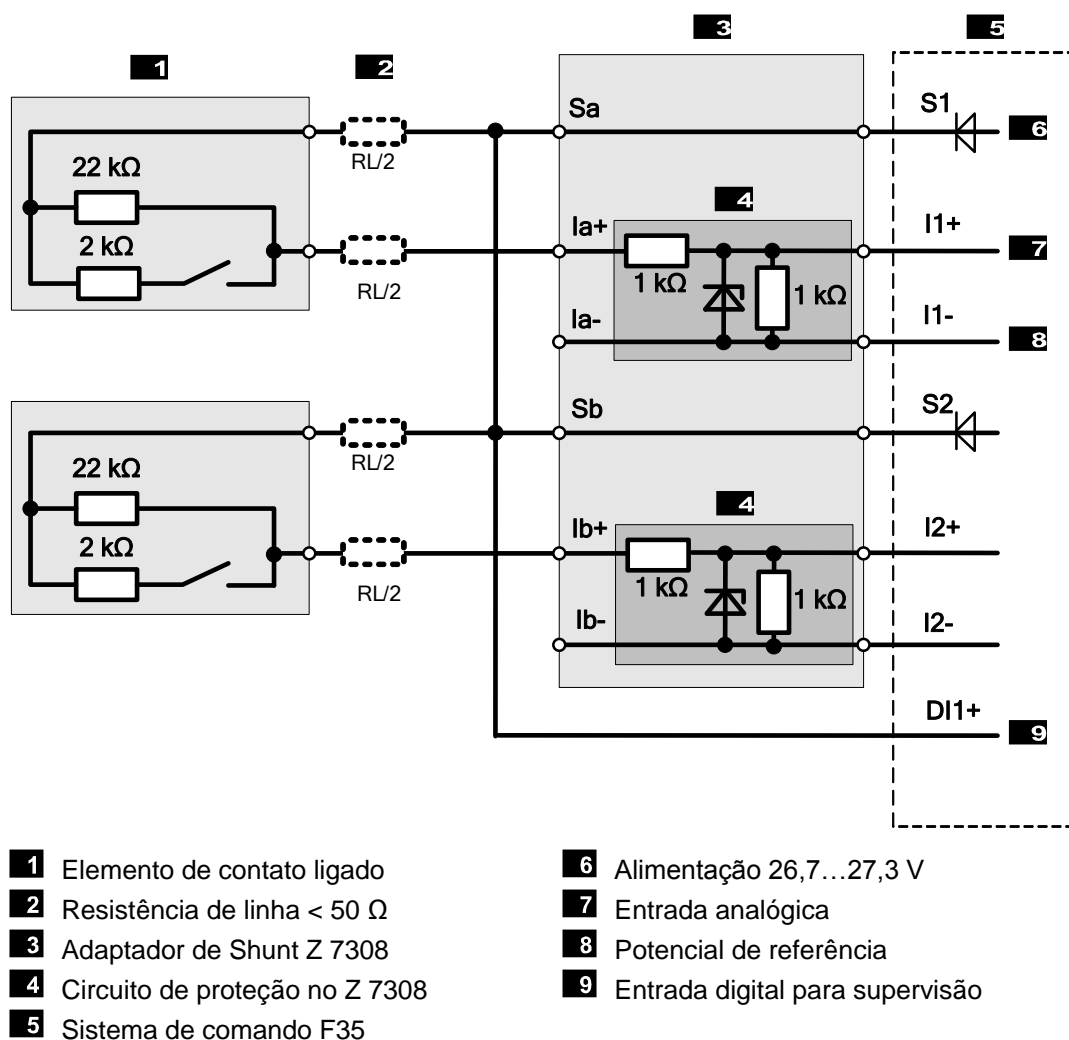 3
5
1
2
Sa
S1
6
22 kΩ
RL/2
4
Ia+
I1+
7
2 kΩ
1 kΩ
1 kΩ
RL/2
Ia-
I1-
8
Sb
S2
22 kΩ
RL/2
4
Ib+
I2+
2 kΩ
1 kΩ
1 kΩ
RL/2
Ib-
I2-
DI1+
9
1 Elemento de contato ligado
2 Resistência de linha < 50 Ω
3 Adaptador de Shunt Z 7308
4 Circuito de proteção no Z 7308
5 Sistema de comando F35
6 Alimentação 26,7…27,3 V
7 Entrada analógica
8 Potencial de referência
9 Entrada digital para supervisão